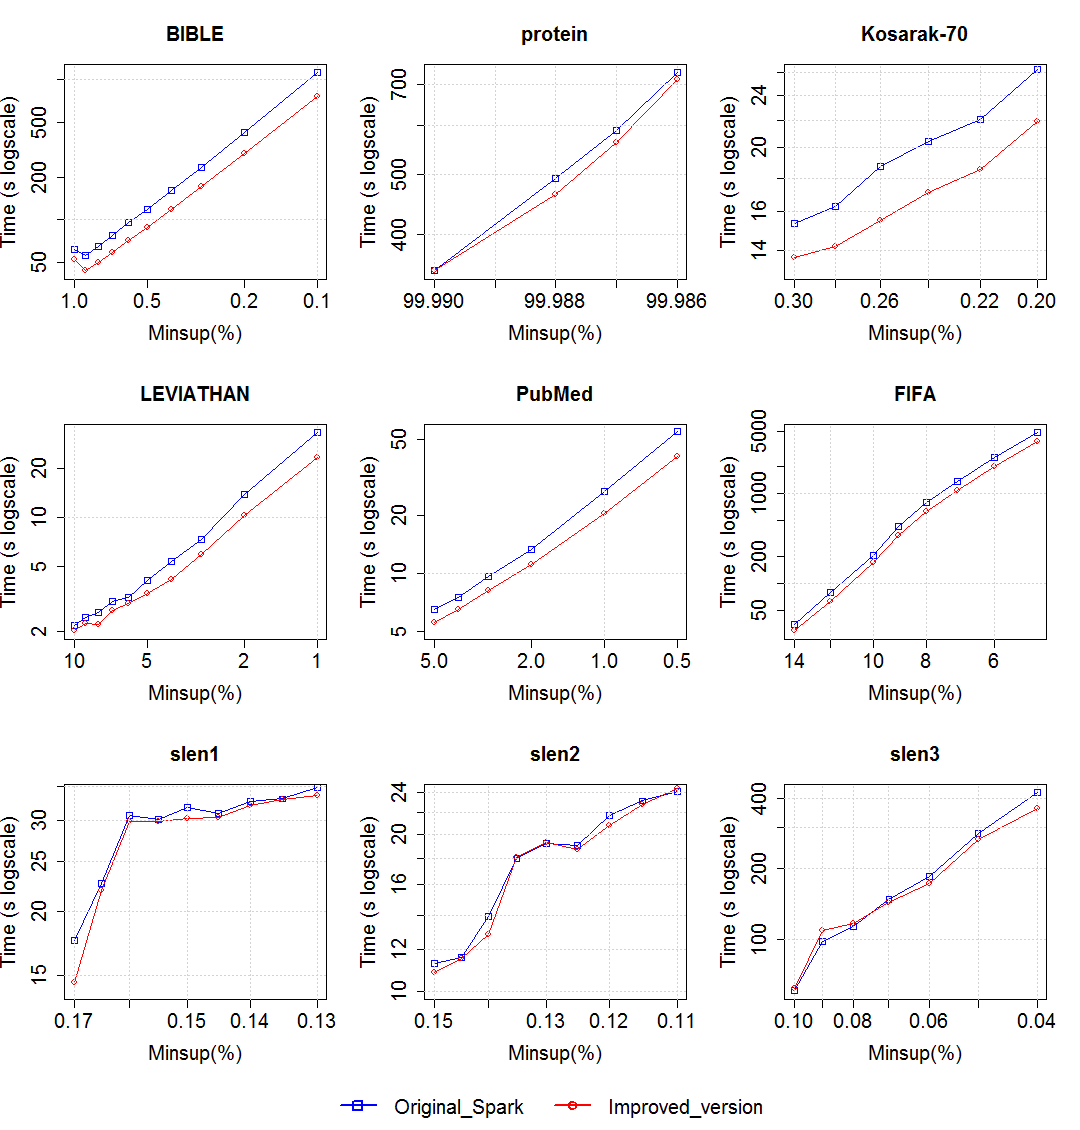 BIBLE
Time (s logscale)
50
200
500
1.0 0.5 0.2 0.1
Minsup(%)
protein
Time (s logscale)
400
500
700
99.990 99.988 99.986
Minsup(%)
Kosarak-70
Time (s logscale)
14
16
20
24
0.30 0.26 0.22 0.20
Minsup(%)
LEVIATHAN
Time (s logscale)
2
5
10
20
10 5 2 1
Minsup(%)
PubMed
Time (s logscale)
5
10
20
50
5.0 2.0 1.0 0.5
Minsup(%)
FIFA
Time (s logscale)
50
200
1000
5000
14 10 8 6
Minsup(%)
slen1
Time (s logscale)
15
20
25
30
0.17 0.15 0.14 0.13
Minsup(%)
slen2
Time (s logscale)
10
12
16
20
24
0.15 0.13 0.12 0.11
Minsup(%)
slen3
Time (s logscale)
100
200
400
0.10 0.08 0.06 0.04
Minsup(%)
Original_Spark Improved_version